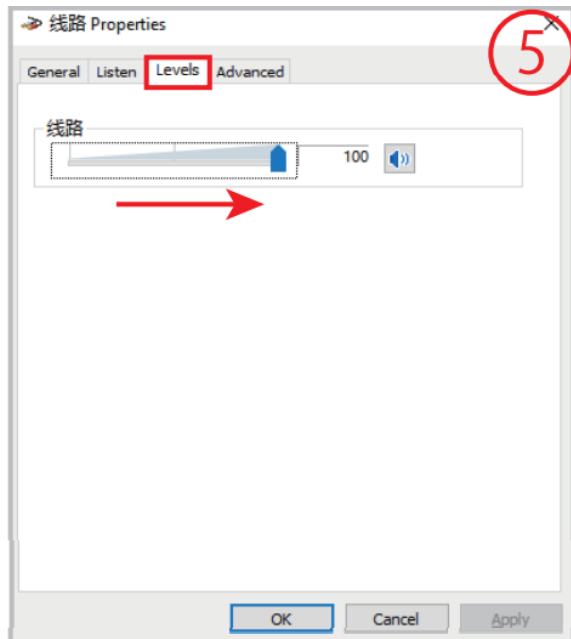 线路 Properties
5
General Listen Levels Advanced
线路
100
OK Cancel Apply